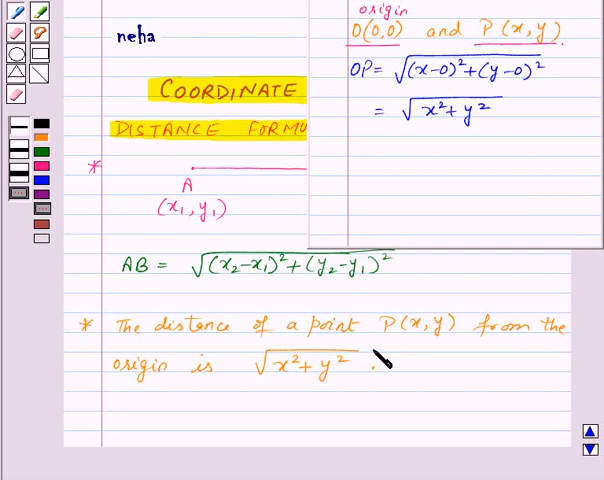 neha
COORDINATE
DISTANCE FORMU
*
A
(x₁, y₁)
AB = √(x₂-x₁)²+(y₂-y₁)²
* The distance of a point P(x,y) from the
origin is √x²+y² .
origin
O(0,0) and P(x,y).
OP= √(x-0)²+(y-0)²
= √x²+y²